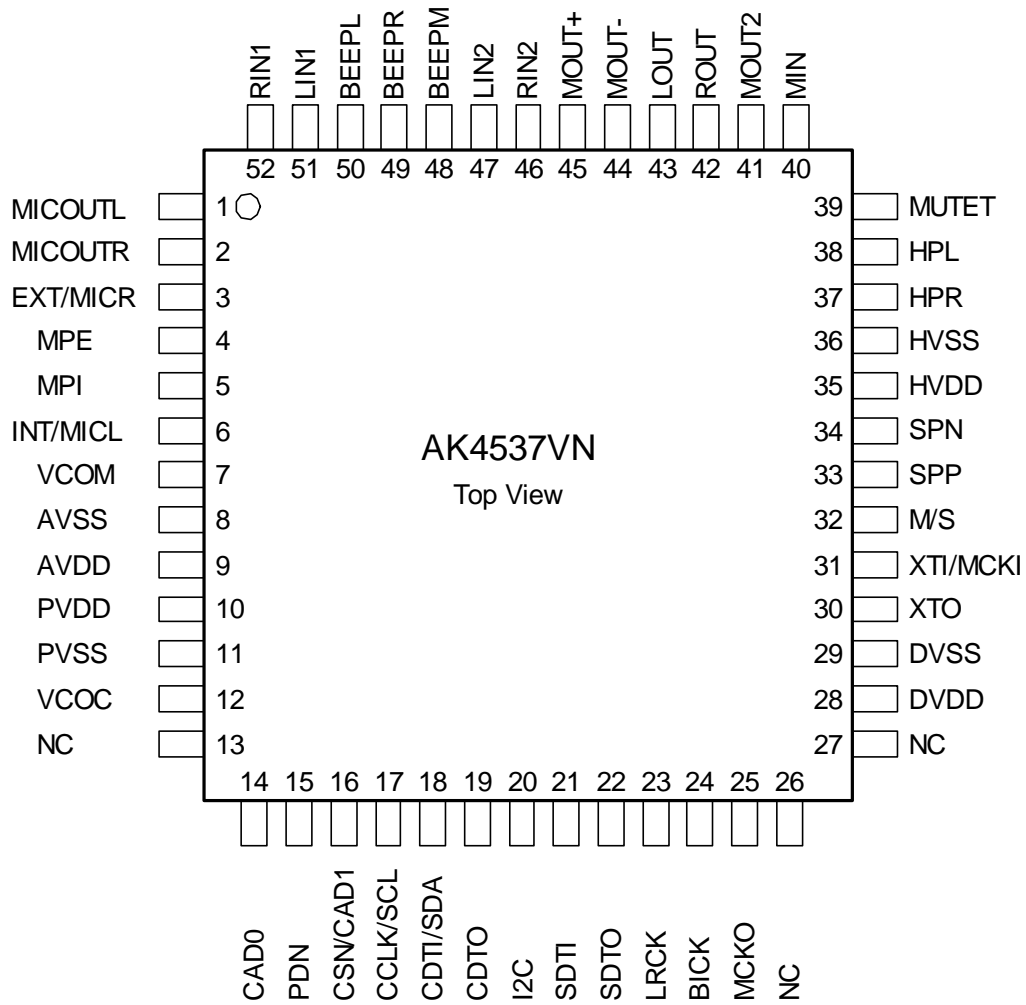 RIN1
LIN1
BEEPL
BEEPR
BEEPM
LIN2
RIN2
MOUT+
MOUT-
LOUT
ROUT
MOUT2
MIN
52 51 50 49 48 47 46 45 44 43 42 41 40
MICOUTL 1 39 MUTET
MICOUTR 2 38 HPL
EXT/MICR 3 37 HPR
MPE 4 36 HVSS
MPI 5 35 HVDD
INT/MICL 6 34 SPN
VCOM 7 33 SPP
AVSS 8 32 M/S
AVDD 9 31 XTI/MCKI
PVDD 10 30 XTO
PVSS 11 29 DVSS
VCOC 12 28 DVDD
NC 13 27 NC
AK4537VN
Top View
14 15 16 17 18 19 20 21 22 23 24 25 26
CAD0
PDN
CSN/CAD1
CCLK/SCL
CDTI/SDA
CDTO
I2C
SDTI
SDTO
LRCK
BICK
MCKO
NC